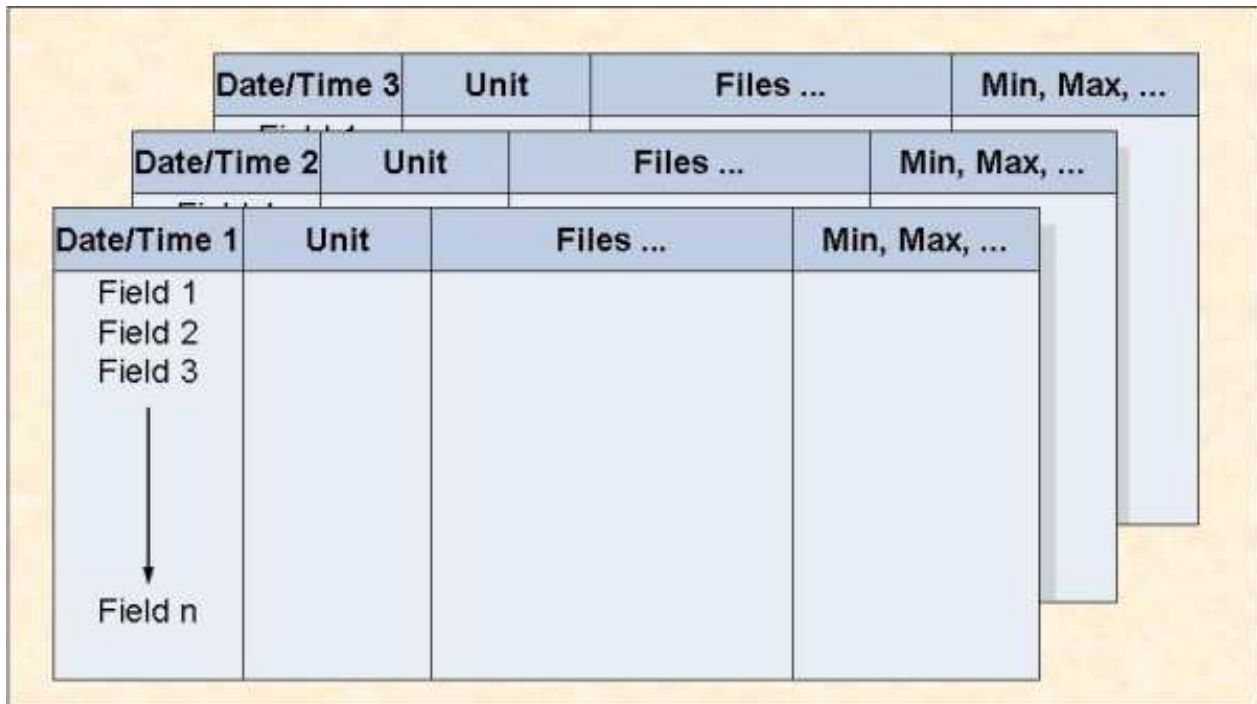 Date/Time 3 Unit Files ... Min, Max, ...
Date/Time 2 Unit Files ... Min, Max, ...
Date/Time 1 Unit Files ... Min, Max, ...
Field 1
Field 2
Field 3
Field n